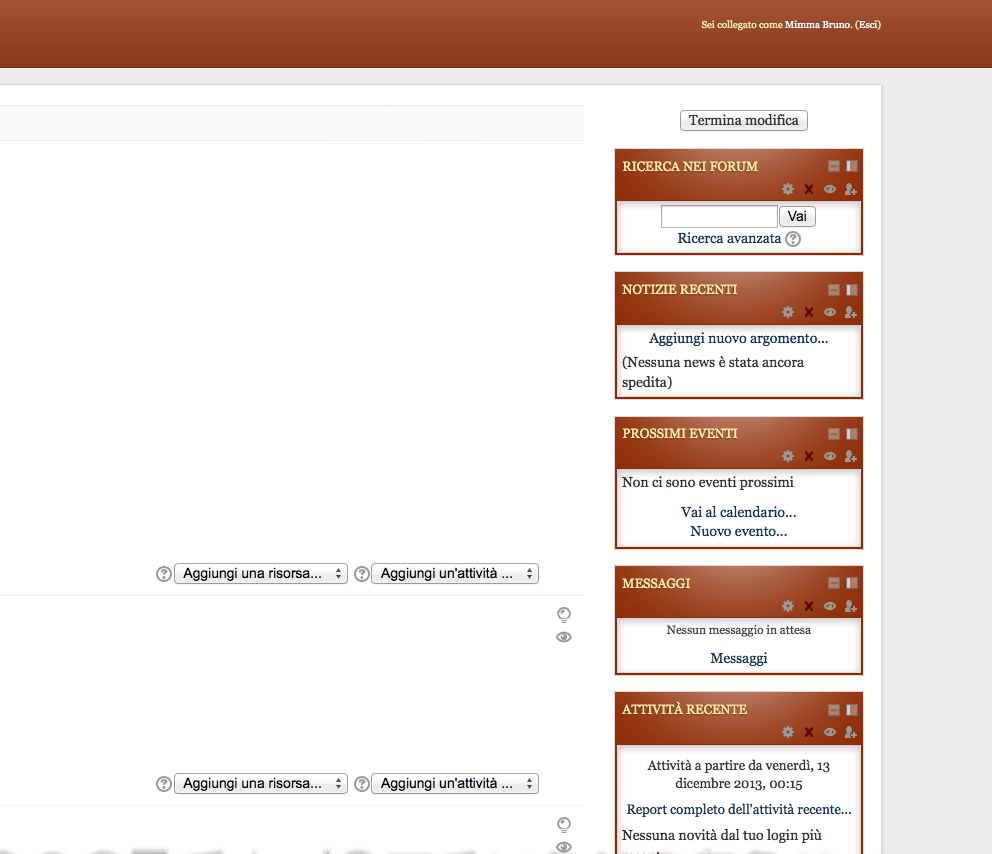 Sei collegato come Mimma Bruno. (Esci)
Termina modifica
RICERCA NEI FORUM
Vai
Ricerca avanzata
NOTIZIE RECENTI
Aggiungi nuovo argomento...
(Nessuna news è stata ancora
spedita)
PROSSIMI EVENTI
Non ci sono eventi prossimi
Vai al calendario...
Nuovo evento...
Aggiungi una risorsa... Aggiungi un'attività ...
MESSAGGI
Nessun messaggio in attesa
Messaggi
ATTIVITÀ RECENTE
Attività a partire da venerdì, 13
dicembre 2013, 00:15
Aggiungi una risorsa... Aggiungi un'attività ...
Report completo dell'attività recente...
Nessuna novità dal tuo login più